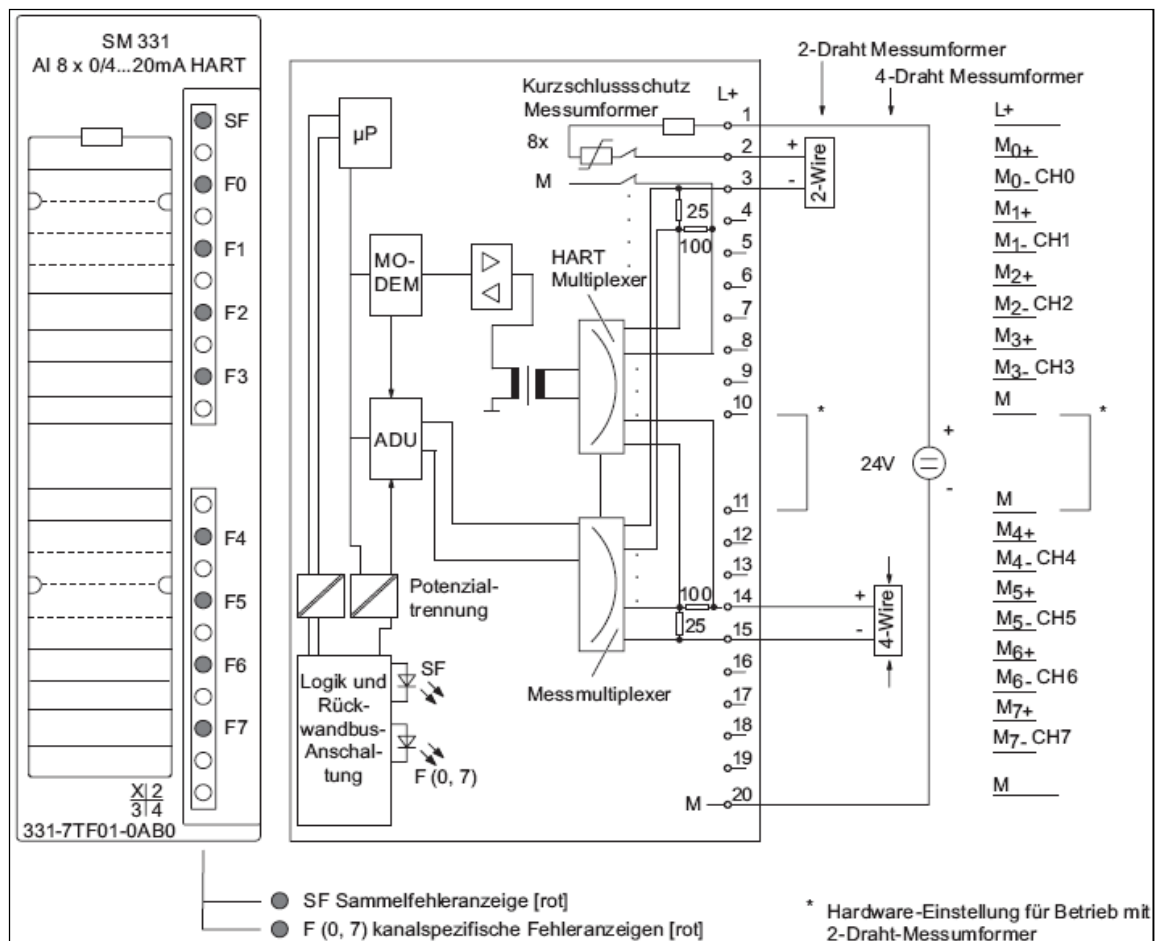 SM 331
AI 8 x 0/4...20mA HART
SF
F0
F1
F2
F3
F4
F5
F6
F7
X 2
3 4
331-7TF01-0AB0
µP
MO-
DEM
ADU
Potenzial-
trennung
Logik und
Rück-
wandbus-
Anschal-
tung
SF
F (0, 7)
Kurzschlussschutz
Messumformer
8x
M
L+
HART
Multiplexer
25
100
Messmultiplexer
100
25
1
2
3
4
5
6
7
8
9
10
11
12
13
14
15
16
17
18
19
M 20
2-Draht Messumformer
4-Draht Messumformer
+
-
2-Wire
*
24V
+
-
+
-
4-Wire
L+
M0+
M0- CH0
M1+
M1- CH1
M2+
M2- CH2
M3+
M3- CH3
M
*
M
M4+
M4- CH4
M5+
M5- CH5
M6+
M6- CH6
M7+
M7- CH7
M
SF Sammelfehleranzeige [rot]
F (0, 7) kanalspezifische Fehleranzeigen [rot]
* Hardware-Einstellung für Betrieb mit
2-Draht-Messumformer